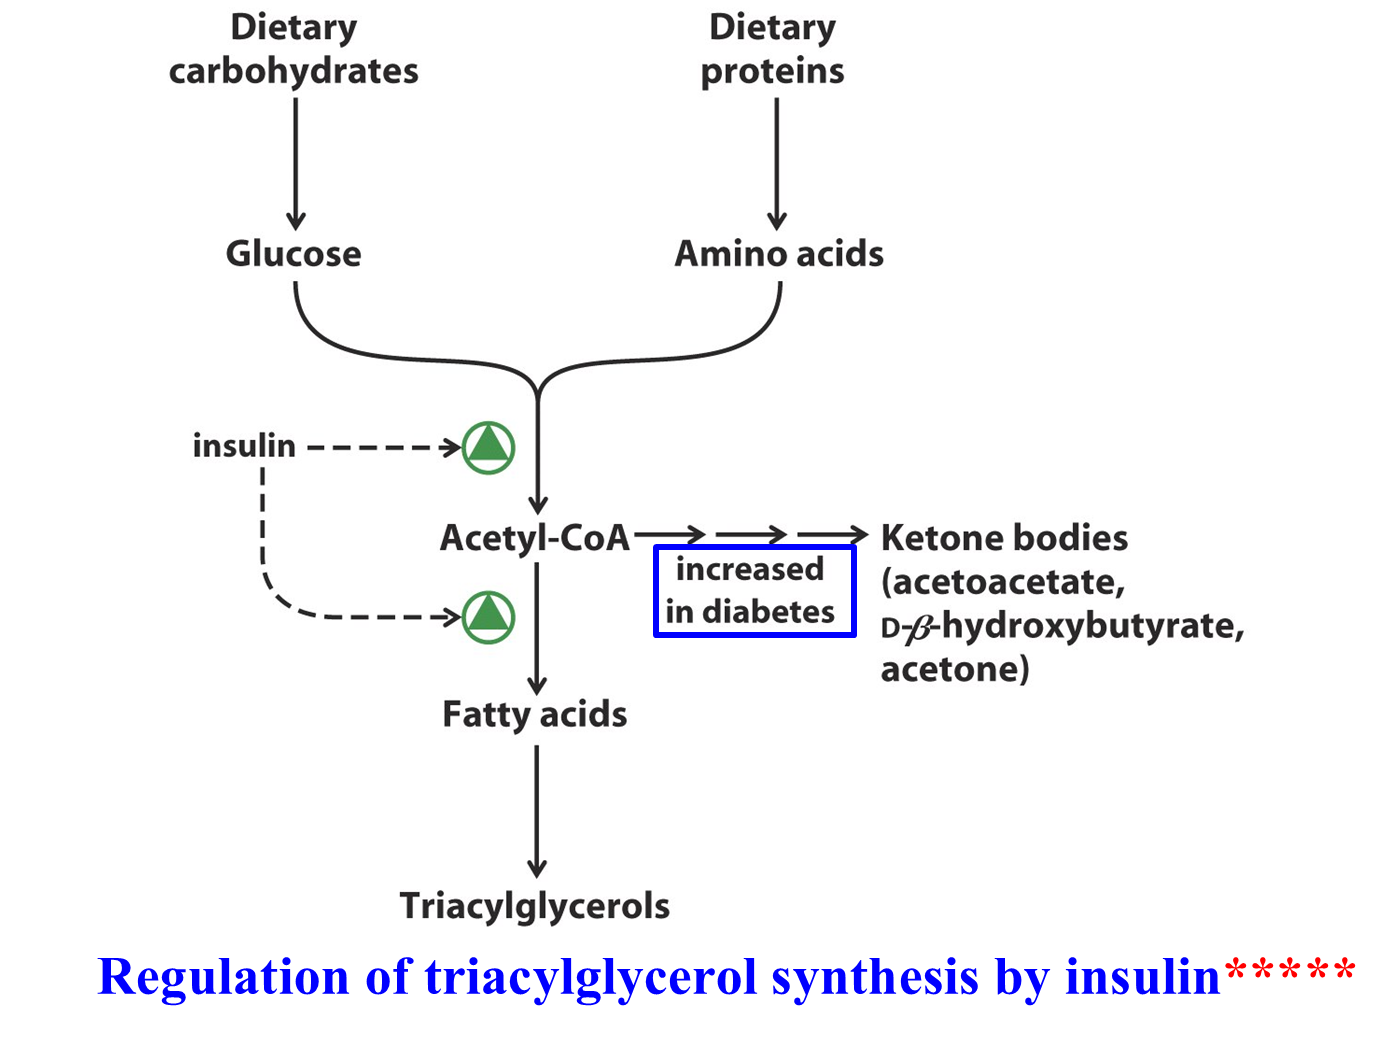 Dietary
carbohydrates
Dietary
proteins
Glucose
Amino acids
insulin
Acetyl-CoA
increased
in diabetes
Ketone bodies
(acetoacetate,
D-β-hydroxybutyrate,
acetone)
Fatty acids
Triacylglycerols
Regulation of triacylglycerol synthesis by insulin*****